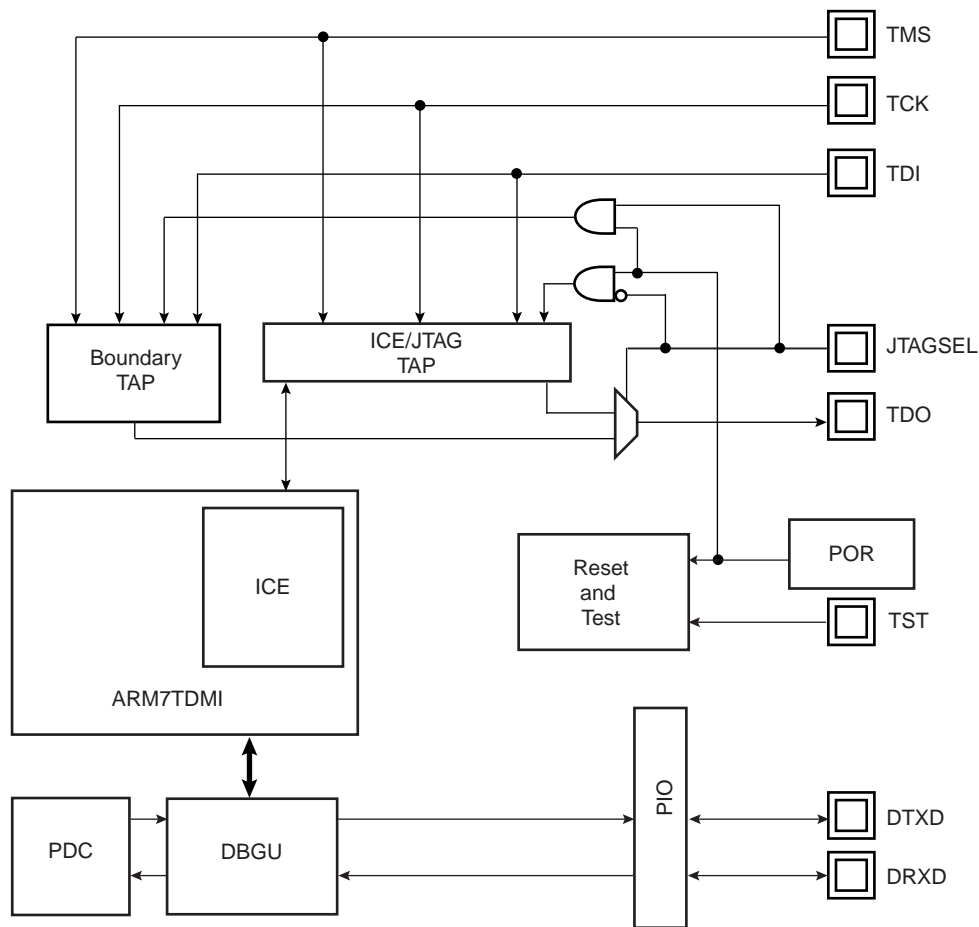 TMS
TCK
TDI
Boundary
TAP
ICE/JTAG
TAP
JTAGSEL
TDO
Reset
and
Test
POR
TST
ICE
ARM7TDMI
PDC
DBGU
PIO
DTXD
DRXD